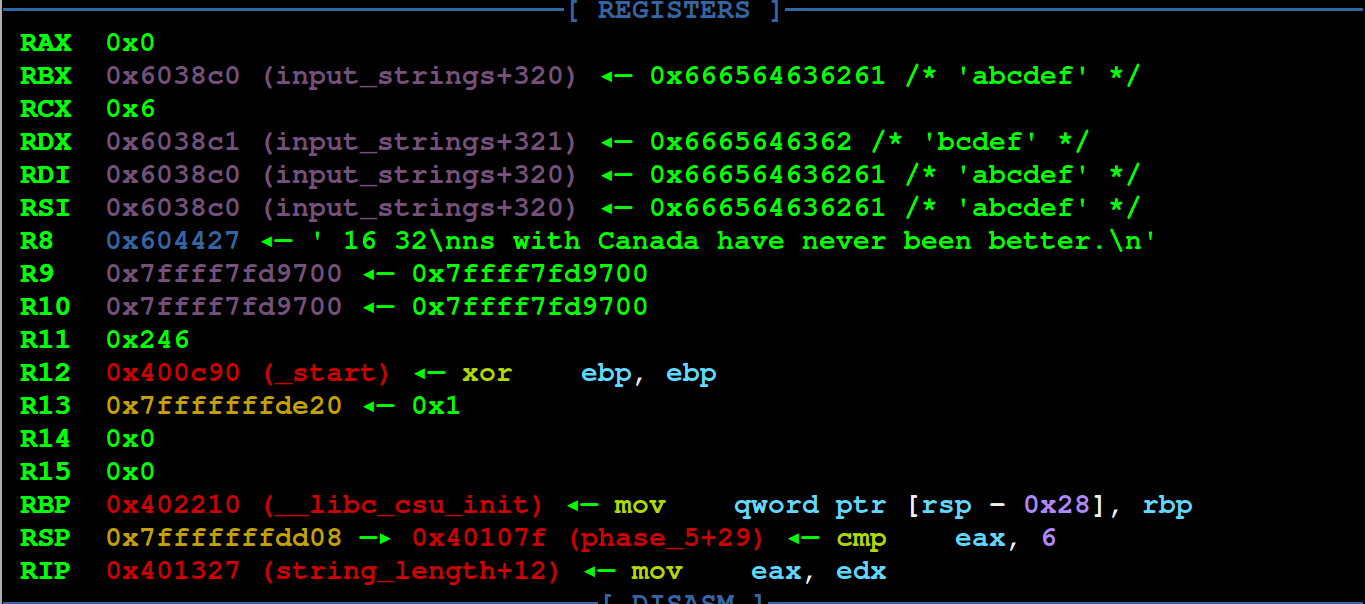 [ REGISTERS ]
RAX 0x0
RBX 0x6038c0 (input_strings+320) ◂— 0x666564636261 /* 'abcdef' */
RCX 0x6
RDX 0x6038c1 (input_strings+321) ◂— 0x6665646362 /* 'bcdef' */
RDI 0x6038c0 (input_strings+320) ◂— 0x666564636261 /* 'abcdef' */
RSI 0x6038c0 (input_strings+320) ◂— 0x666564636261 /* 'abcdef' */
R8 0x604427 ◂— ' 16 32\nns with Canada have never been better.\n'
R9 0x7ffff7fd9700 ◂— 0x7ffff7fd9700
R10 0x7ffff7fd9700 ◂— 0x7ffff7fd9700
R11 0x246
R12 0x400c90 (_start) ◂— xor ebp, ebp
R13 0x7fffffffde20 ◂— 0x1
R14 0x0
R15 0x0
RBP 0x402210 (__libc_csu_init) ◂— mov qword ptr [rsp - 0x28], rbp
RSP 0x7fffffffdd08 —▸ 0x40107f (phase_5+29) ◂— cmp eax, 6
RIP 0x401327 (string_length+12) ◂— mov eax, edx
[ DISASM ]